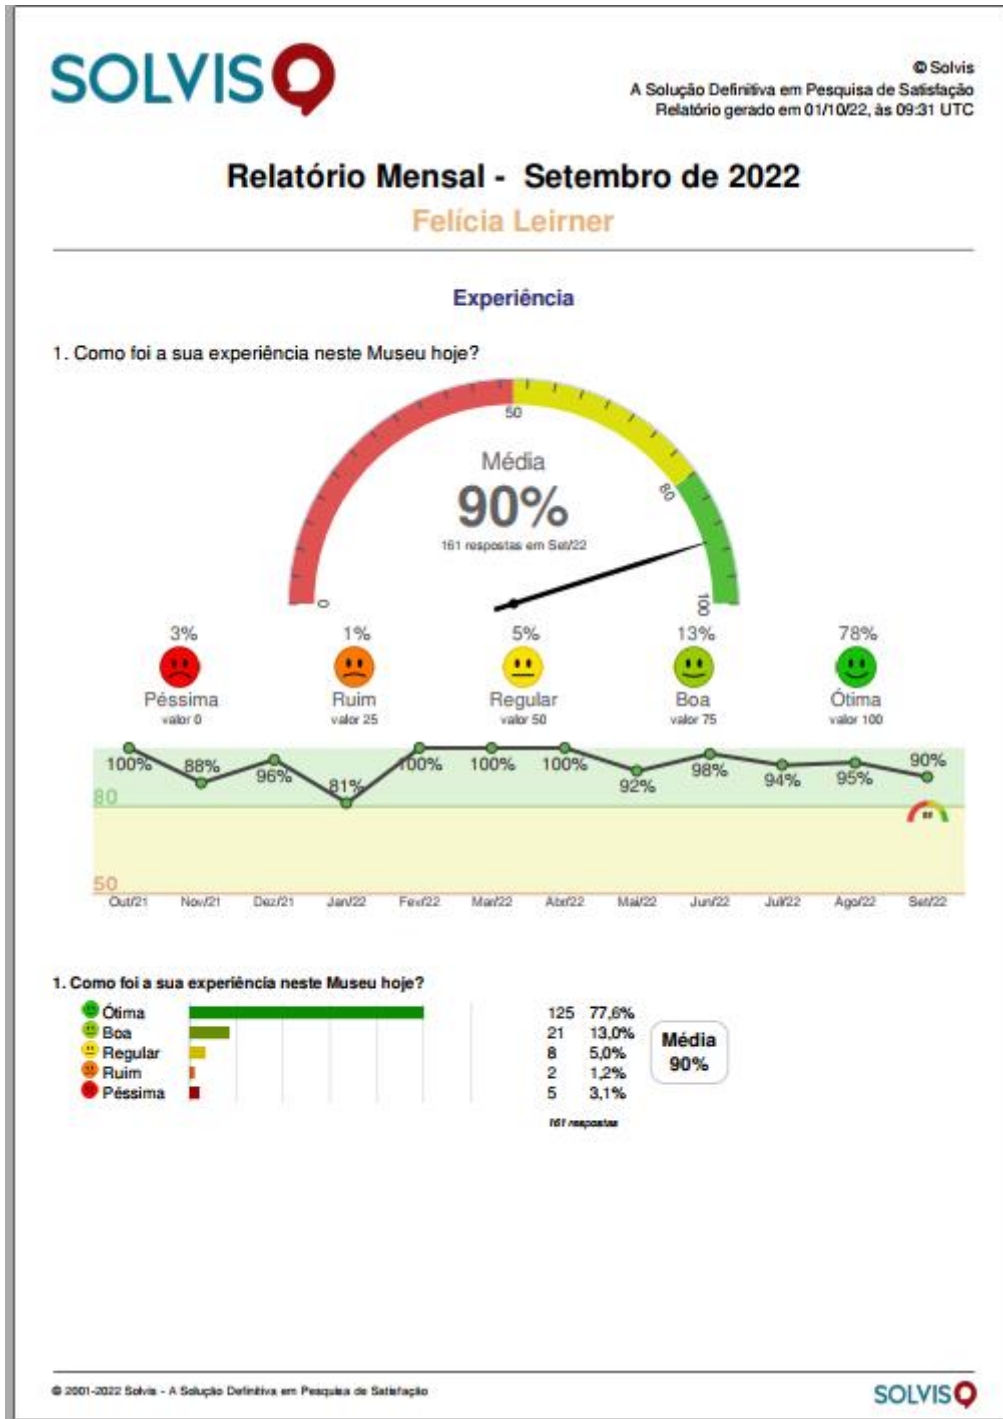 SOLVIS
© Solvis
A Solução Definitiva em Pesquisa de Satisfação
Relatório gerado em 01/10/22, às 09:31 UTC
Relatório Mensal - Setembro de 2022
Felícia Leirner
Experiência
1. Como foi a sua experiência neste Museu hoje?
0
50
80
100
Média
90%
161 respostas em Set/22
3% 1% 5% 13% 78%
Péssima Ruim Regular Boa Ótima
valor 0 valor 25 valor 50 valor 75 valor 100
100% 88% 96% 81% 100% 100% 100% 92% 98% 94% 95% 90%
80
50
Out/21 Nov/21 Dez/21 Jan/22 Fev/22 Mar/22 Abr/22 Mai/22 Jun/22 Jul/22 Ago/22 Set/22
1. Como foi a sua experiência neste Museu hoje?
Ótima 125 77,6%
Boa 21 13,0%
Regular 8 5,0%
Ruim 2 1,2%
Péssima 5 3,1%
Média
90%
161 respostas
© 2001-2022 Solvis - A Solução Definitiva em Pesquisa de Satisfação
SOLVIS